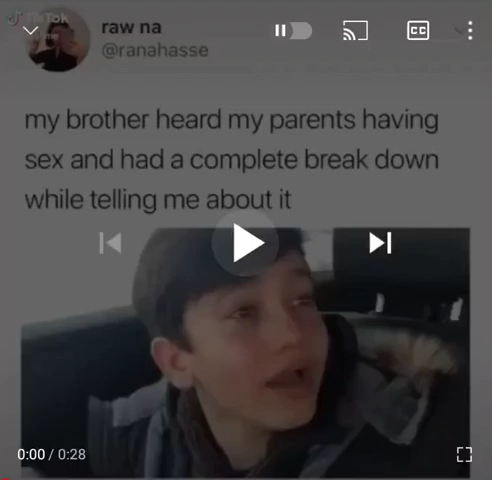 TikTok
raw na
@ranahasse
CC
my brother heard my parents having
sex and had a complete break down
while telling me about it
0:00 / 0:28